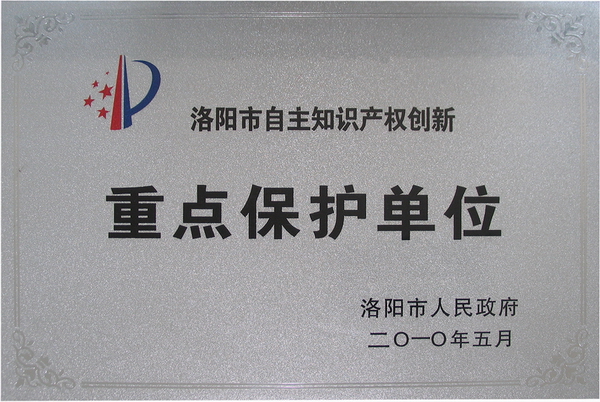 洛阳市自主知识产权创新
重点保护单位
洛阳市人民政府
二〇一〇年五月